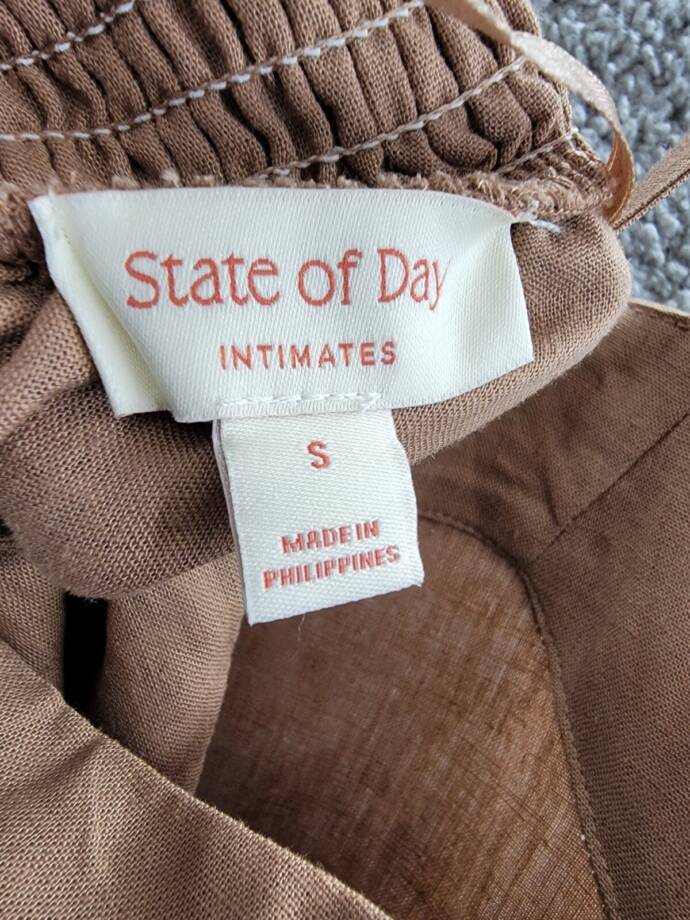 State of Day
INTIMATES
S
MADE IN
PHILIPPINES